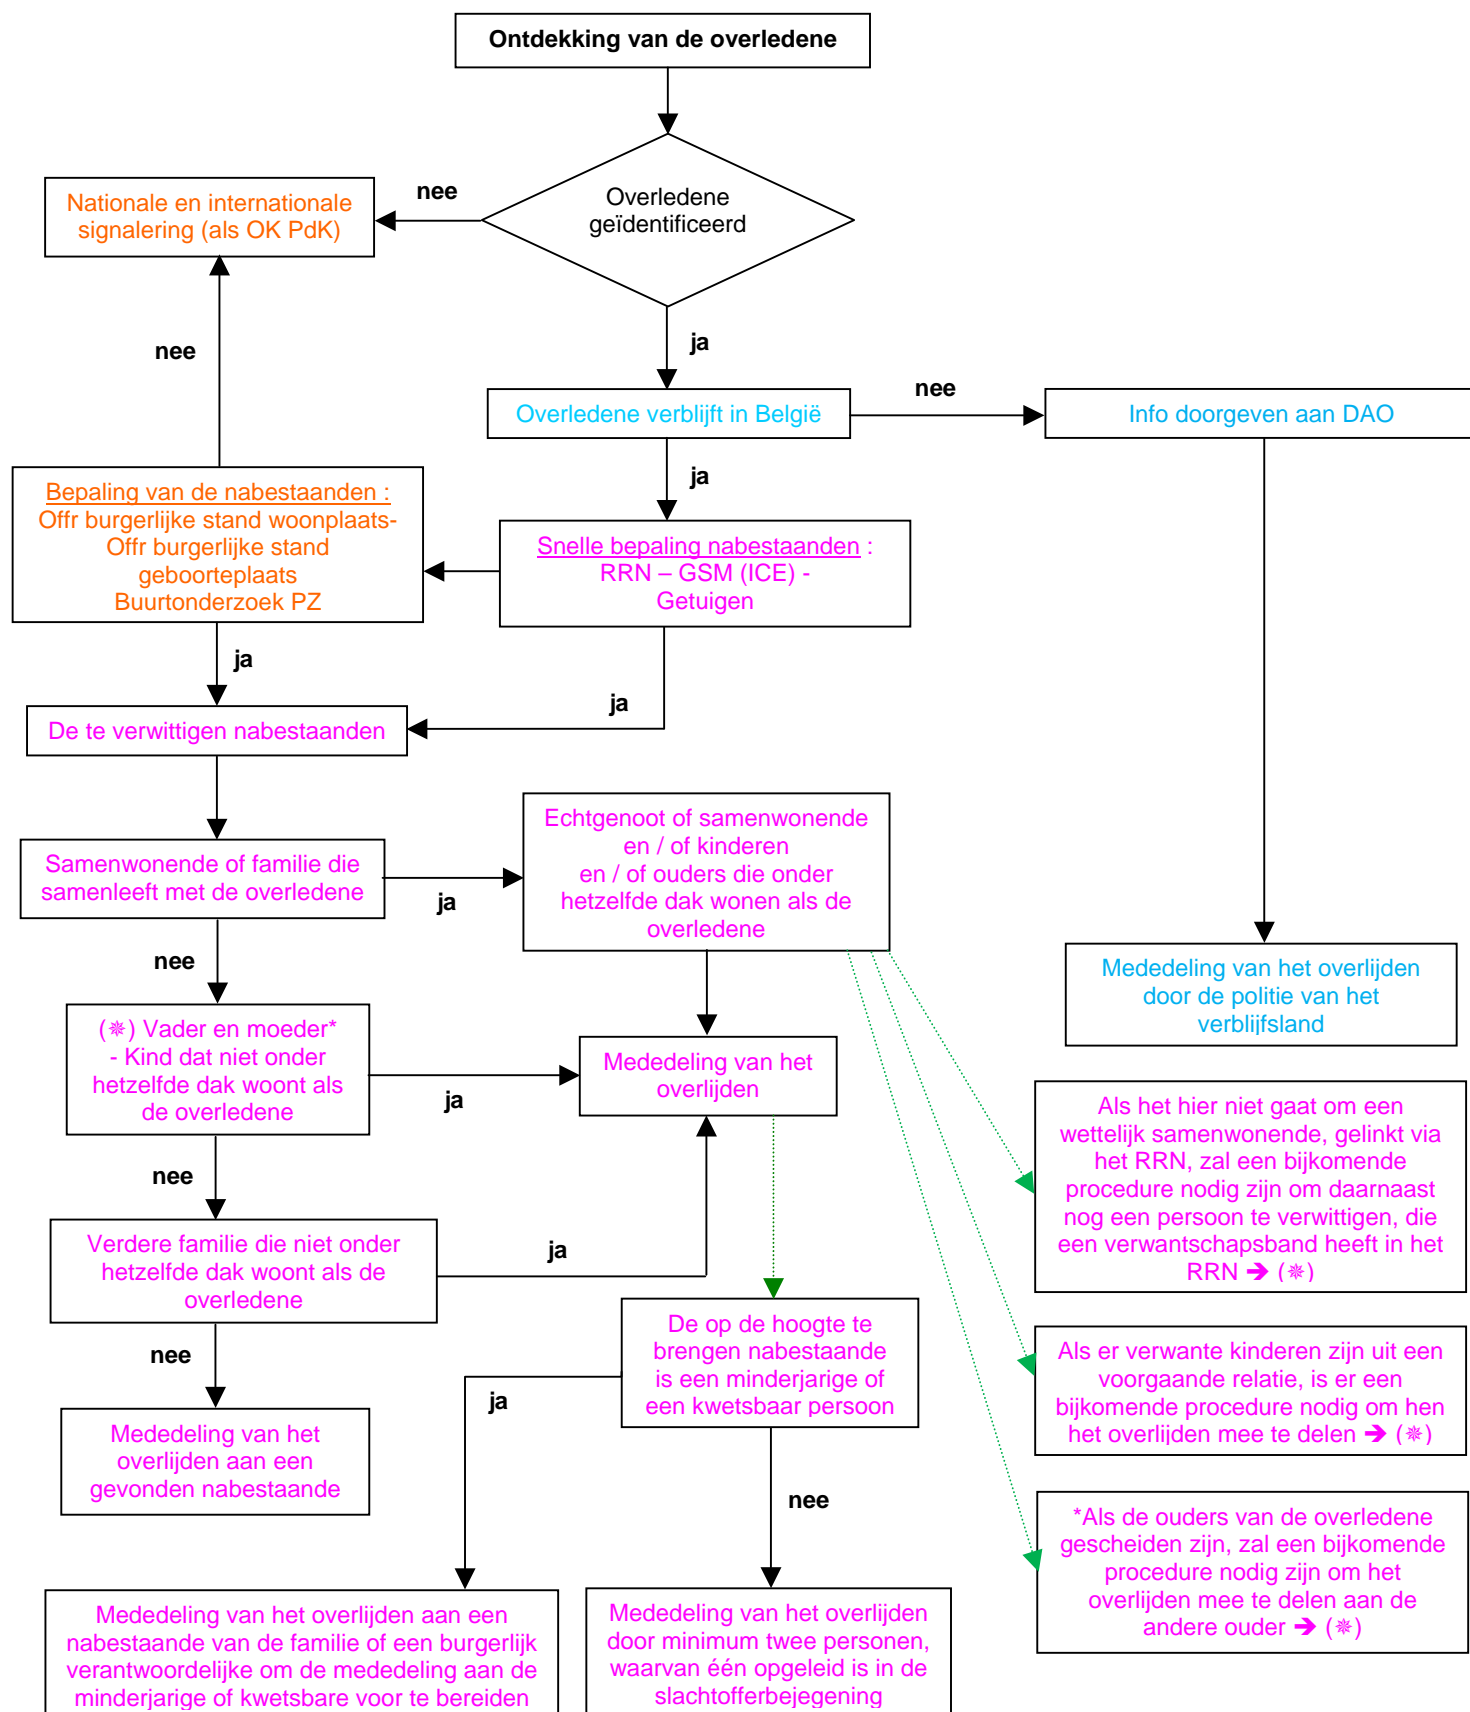 Ontdekking van de overledene
nee
Overledene
geïdentificeerd
Nationale en internationale
signalering (als OK PdK)
nee
ja
nee
Overledene verblijft in België
Info doorgeven aan DAO
ja
Bepaling van de nabestaanden :
Offr burgerlijke stand woonplaats-
Offr burgerlijke stand
geboorteplaats
Buurtonderzoek PZ
Snelle bepaling nabestaanden :
RRN – GSM (ICE) -
Getuigen
ja
ja
De te verwittigen nabestaanden
Samenwonende of familie die
samenleeft met de overledene
ja
Echtgenoot of samenwonende
en / of kinderen
en / of ouders die onder
hetzelfde dak wonen als de
overledene
nee
Mededeling van het overlijden
door de politie van het
verblijfsland
(❋) Vader en moeder*
- Kind dat niet onder
hetzelfde dak woont als
de overledene
ja
Mededeling van het
overlijden
Als het hier niet gaat om een
wettelijk samenwonende, gelinkt via
het RRN, zal een bijkomende
procedure nodig zijn om daarnaast
nog een persoon te verwittigen, die
een verwantschapsband heeft in het
RRN ➔ (❋)
nee
Verdere familie die niet onder
hetzelfde dak woont als de
overledene
ja
nee
De op de hoogte te
brengen nabestaande
is een minderjarige of
een kwetsbaar persoon
Als er verwante kinderen zijn uit een
voorgaande relatie, is er een
bijkomende procedure nodig om hen
het overlijden mee te delen ➔ (❋)
ja
Mededeling van het
overlijden aan een
gevonden nabestaande
nee
*Als de ouders van de overledene
gescheiden zijn, zal een bijkomende
procedure nodig zijn om het
overlijden mee te delen aan de
andere ouder ➔ (❋)
Mededeling van het overlijden aan een
nabestaande van de familie of een burgerlijk
verantwoordelijke om de mededeling aan de
minderjarige of kwetsbare voor te bereiden
Mededeling van het overlijden
door minimum twee personen,
waarvan één opgeleid is in de
slachtofferbejegening